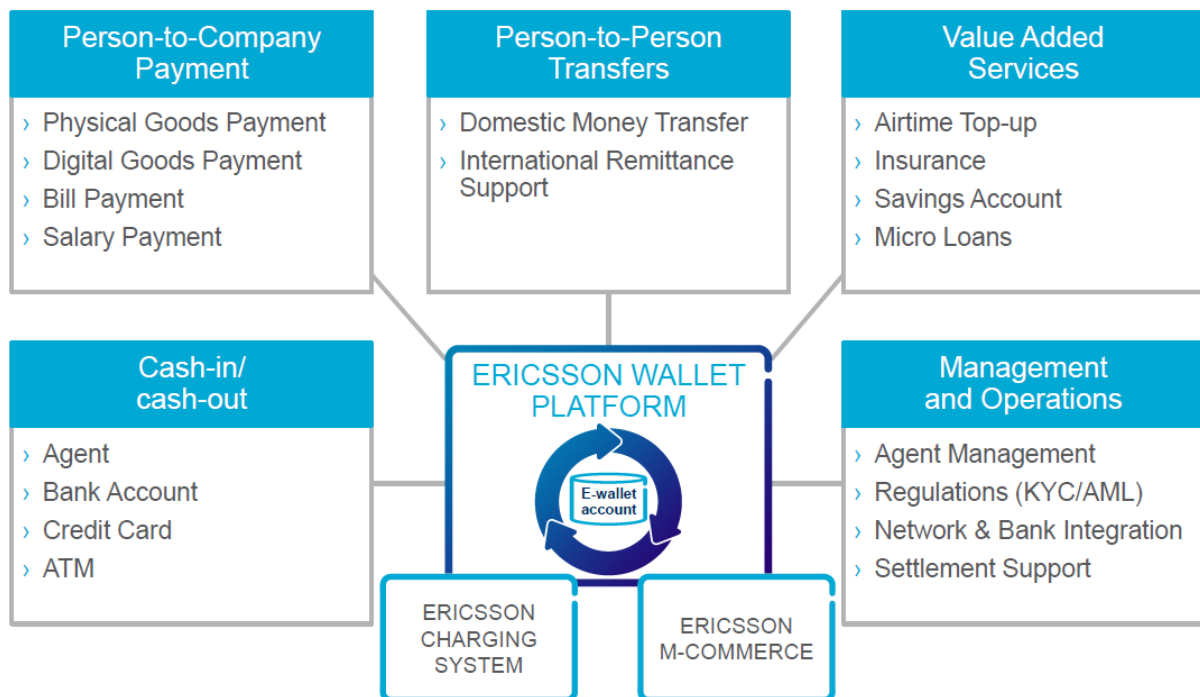 Person-to-Company
Payment
› Physical Goods Payment
› Digital Goods Payment
› Bill Payment
› Salary Payment
Person-to-Person
Transfers
› Domestic Money Transfer
› International Remittance
Support
Value Added
Services
› Airtime Top-up
› Insurance
› Savings Account
› Micro Loans
Cash-in/
cash-out
› Agent
› Bank Account
› Credit Card
› ATM
ERICSSON WALLET
PLATFORM
E-wallet
account
ERICSSON
CHARGING
SYSTEM
ERICSSON
M-COMMERCE
Management
and Operations
› Agent Management
› Regulations (KYC/AML)
› Network & Bank Integration
› Settlement Support